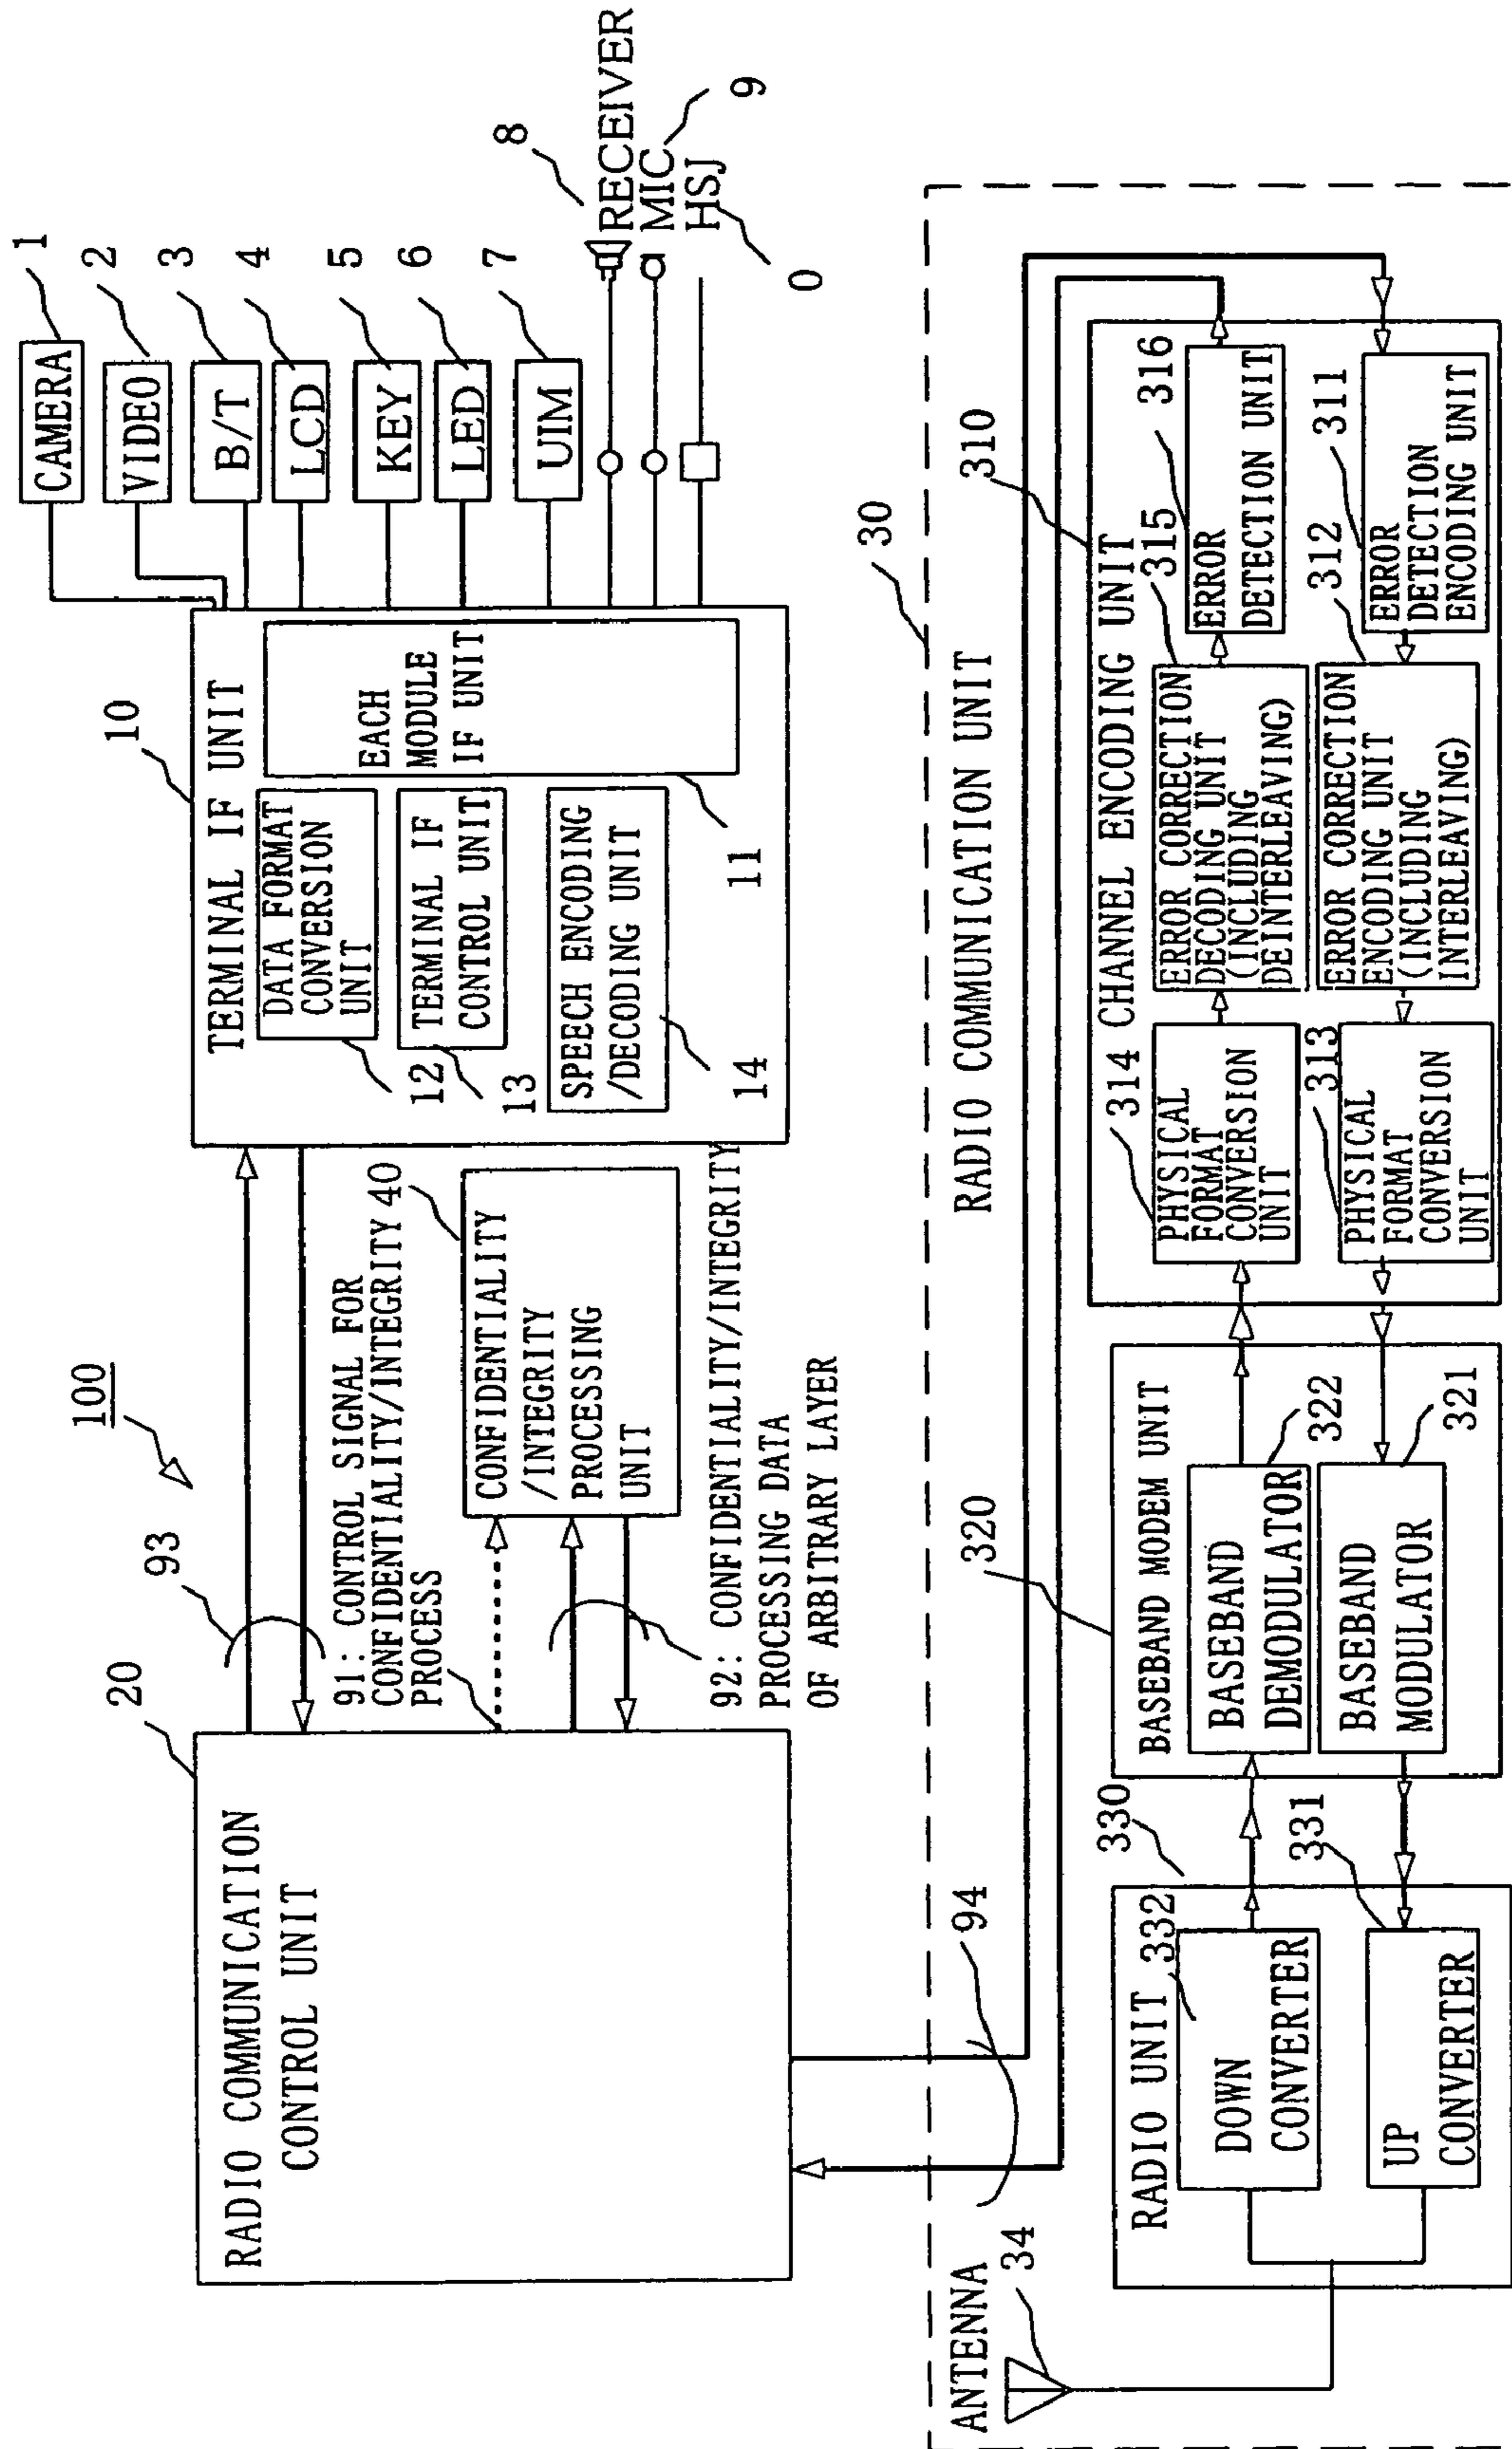 100
RADIO COMMUNICATION
CONTROL UNIT
20
93
91: CONTROL SIGNAL FOR
CONFIDENTIALITY/INTEGRITY
PROCESS
40
CONFIDENTIALITY
/INTEGRITY
PROCESSING
UNIT
92: CONFIDENTIALITY/INTEGRITY
PROCESSING DATA
OF ARBITRARY LAYER
10
TERMINAL IF UNIT
DATA FORMAT
CONVERSION
UNIT
12
TERMINAL IF
CONTROL UNIT
13
SPEECH ENCODING
/DECODING UNIT
14
EACH
MODULE
IF UNIT
11
CAMERA
1
VIDEO
2
B/T
3
LCD
4
KEY
5
LED
6
UIM
7
8
RECEIVER
MIC
9
HSJ
0
30
RADIO COMMUNICATION UNIT
94
ANTENNA
34
RADIO UNIT
330
332
DOWN
CONVERTER
331
UP
CONVERTER
320
BASEBAND MODEM UNIT
BASEBAND
DEMODULATOR
322
BASEBAND
MODULATOR
321
310
CHANNEL ENCODING UNIT
314
PHYSICAL
FORMAT
CONVERSION
UNIT
315
ERROR CORRECTION
DECODING UNIT
(INCLUDING
DEINTERLEAVING)
316
ERROR
DETECTION UNIT
313
PHYSICAL
FORMAT
CONVERSION
UNIT
312
ERROR CORRECTION
ENCODING UNIT
(INCLUDING
INTERLEAVING)
311
ERROR
DETECTION
ENCODING UNIT